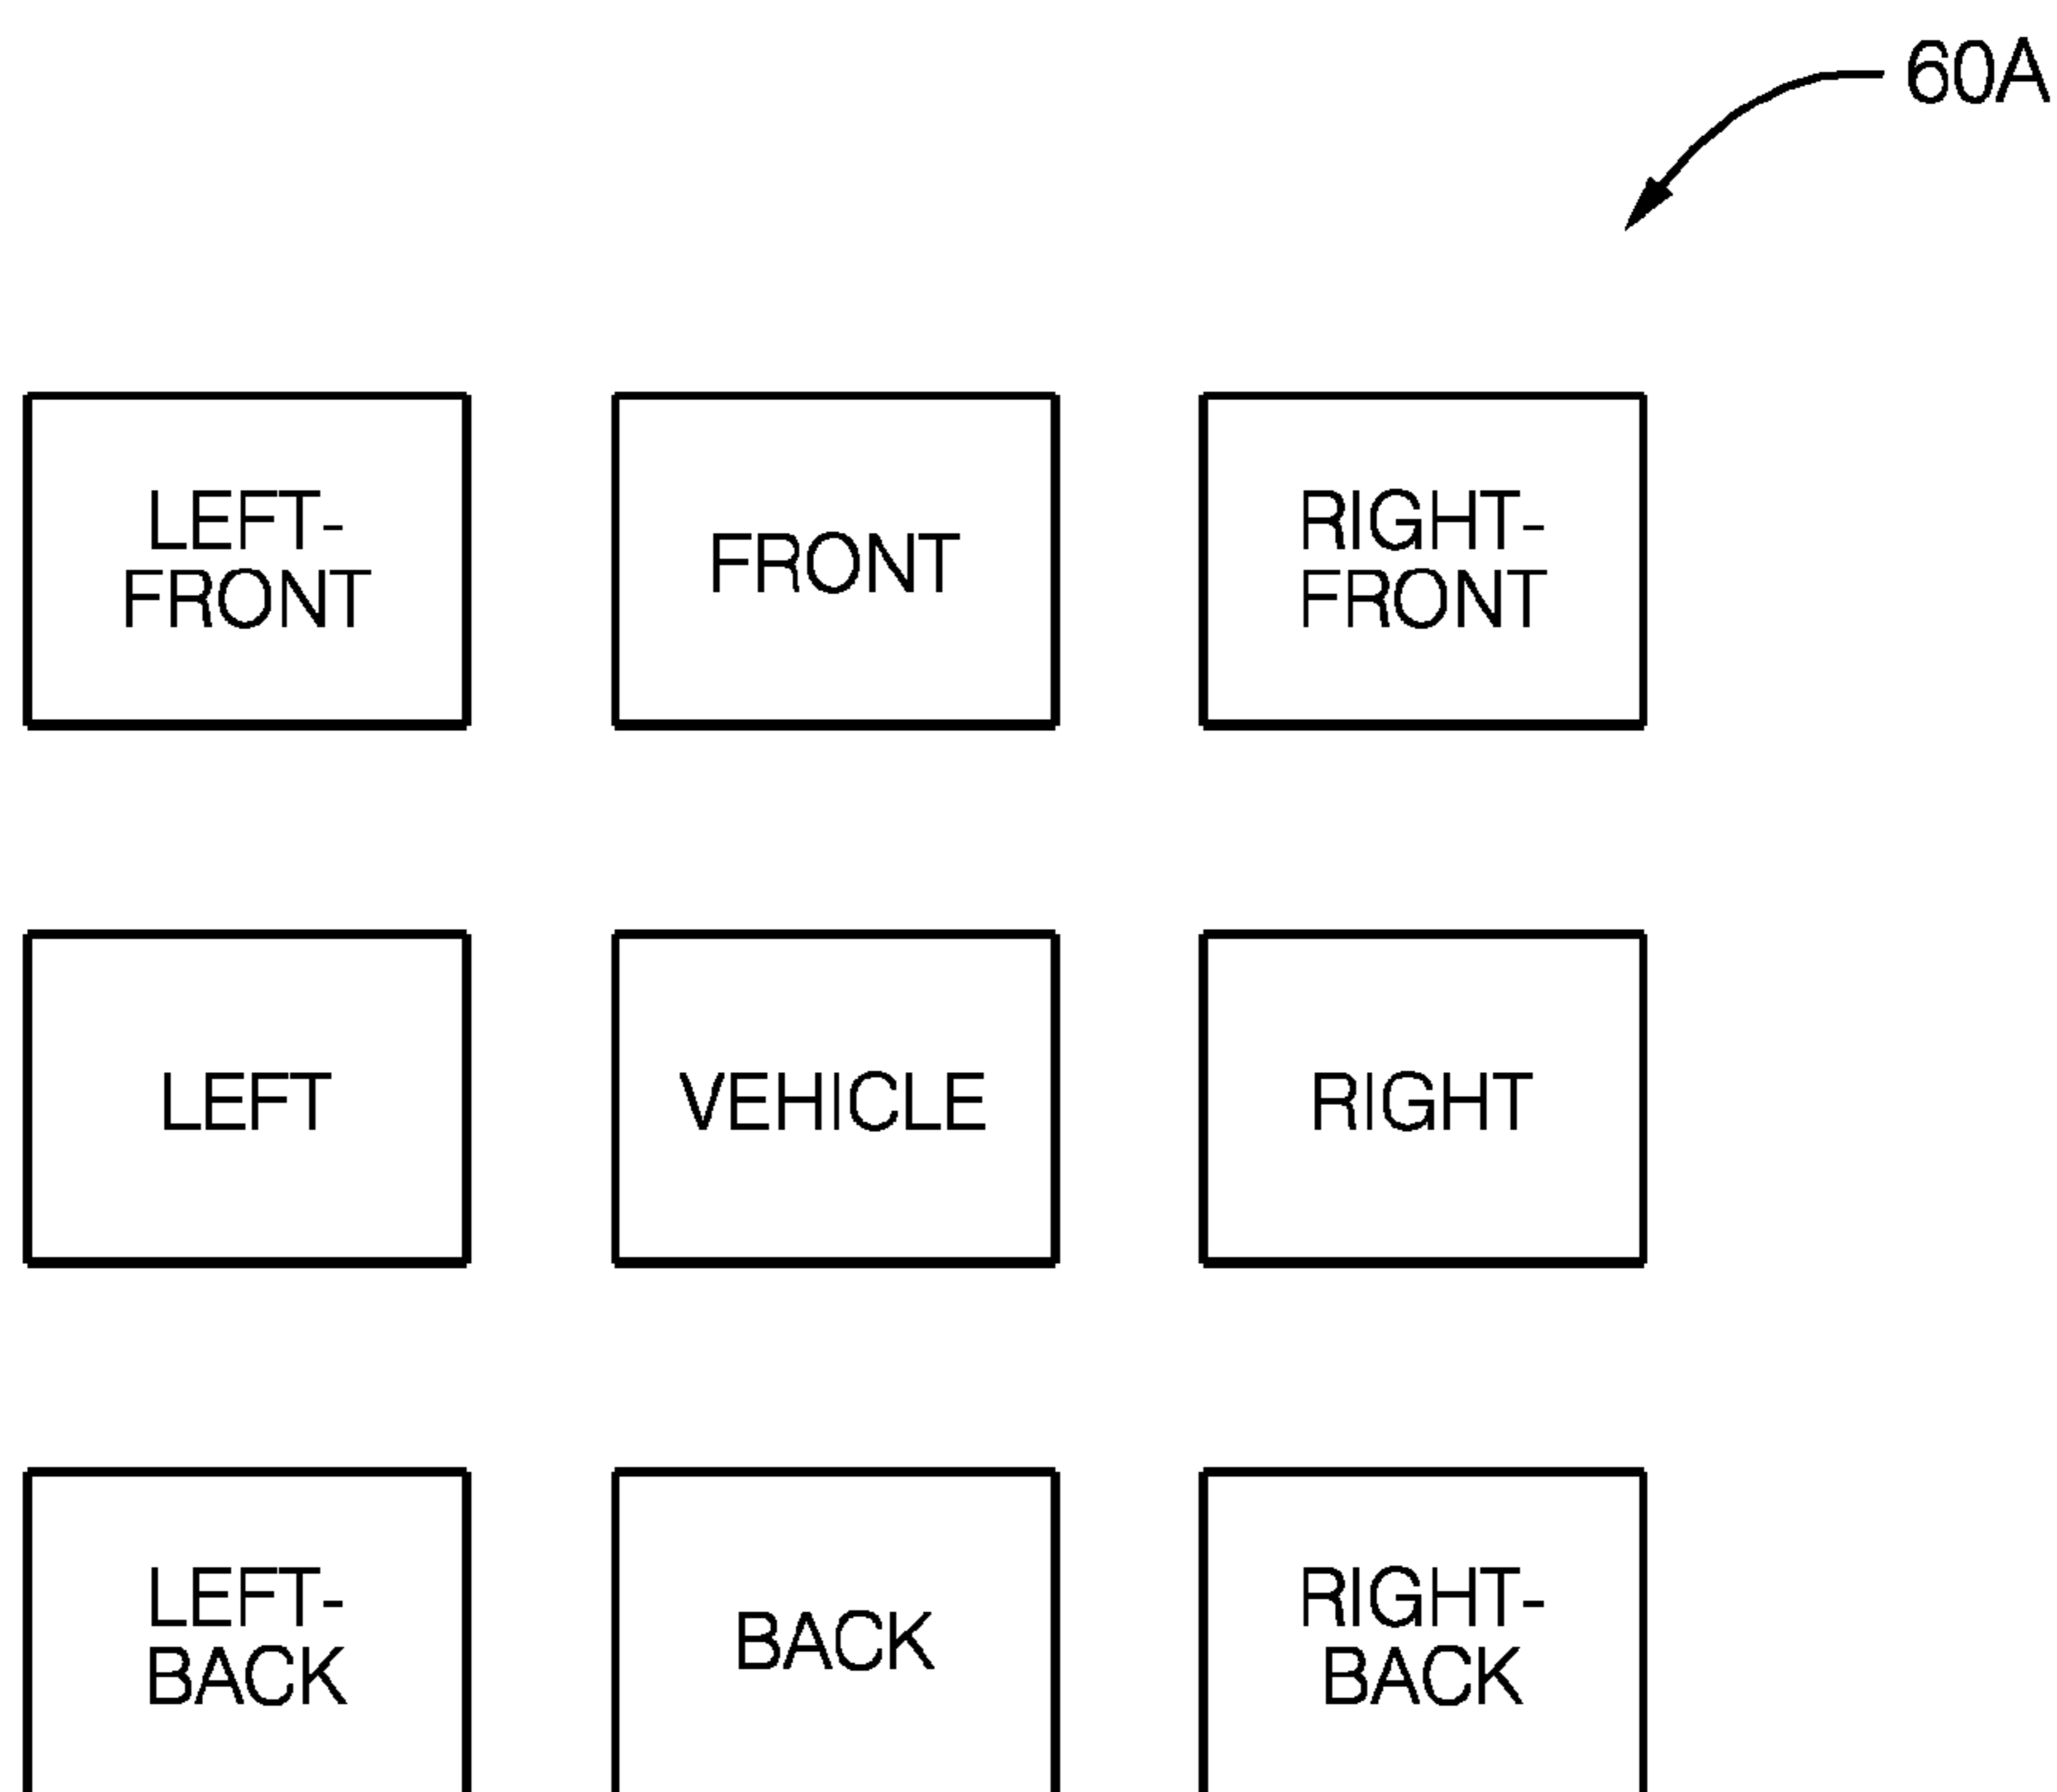 60A
LEFT-
FRONT
FRONT
RIGHT-
FRONT
LEFT
VEHICLE
RIGHT
LEFT-
BACK
BACK
RIGHT-
BACK